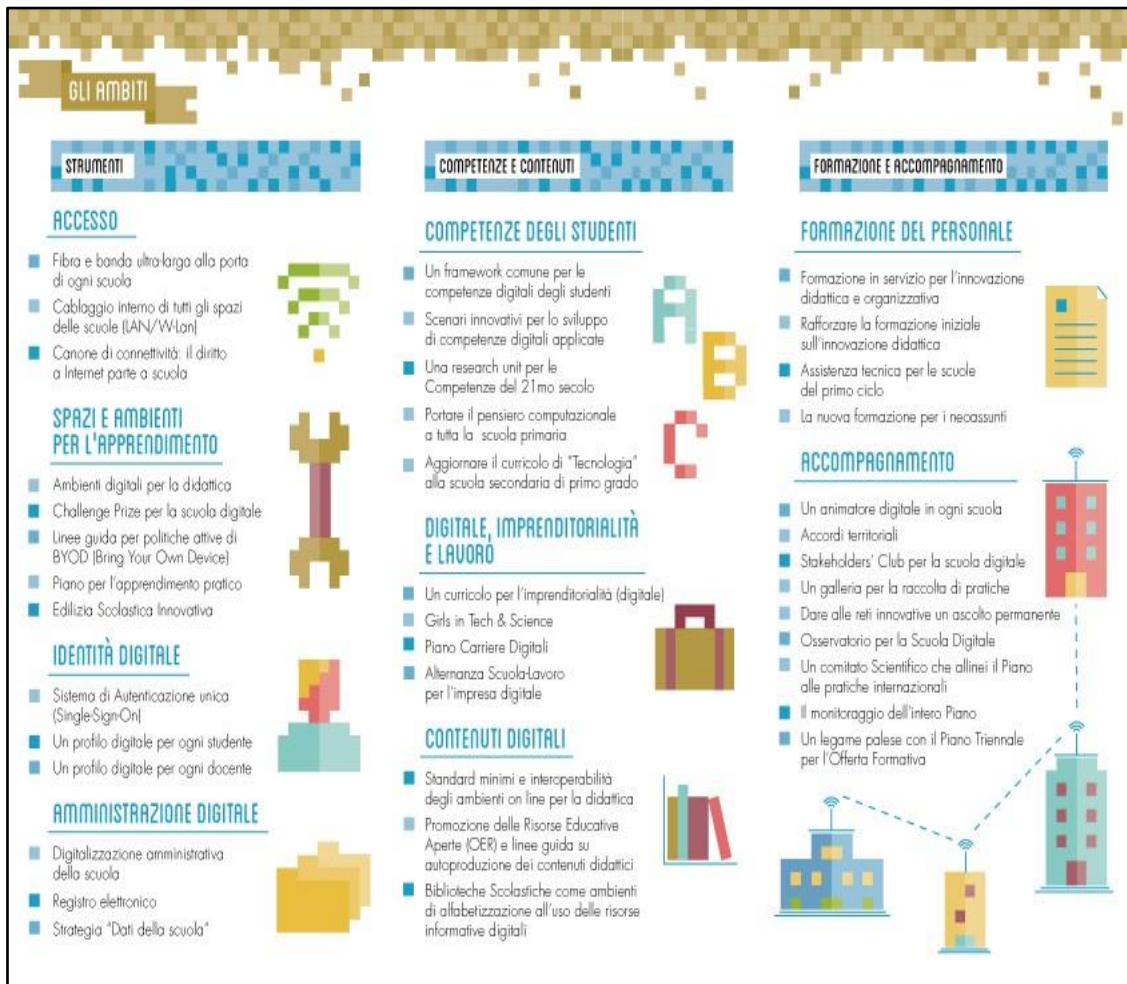 GLI AMBITI
STRUMENTI
ACCESSO
Fibra e banda ultra-larga alla porta
di ogni scuola
Cablaggio interno di tutti gli spazi
delle scuole (LAN/W-Lan)
Canone di connettività: il diritto
a Internet parte a scuola
SPAZI E AMBIENTI
PER L'APPRENDIMENTO
Ambienti digitali per la didattica
Challenge Prize per la scuola digitale
Linee guida per politiche attive di
BYOD (Bring Your Own Device)
Piano per l'apprendimento pratico
Edilizia Scolastica Innovativa
IDENTITÀ DIGITALE
Sistema di Autenticazione unica
(Single-Sign-On)
Un profilo digitale per ogni studente
Un profilo digitale per ogni docente
AMMINISTRAZIONE DIGITALE
Digitalizzazione amministrativa
della scuola
Registro elettronico
Strategia "Dati della scuola"
COMPETENZE E CONTENUTI
COMPETENZE DEGLI STUDENTI
Un framework comune per le
competenze digitali degli studenti
Scenari innovativi per lo sviluppo
di competenze digitali applicate
Una research unit per le
Competenze del 21mo secolo
Portare il pensiero computazionale
a tutta la scuola primaria
Aggiornare il curricolo di "Tecnologia"
alla scuola secondaria di primo grado
A
B
C
DIGITALE, IMPRENDITORIALITÀ
E LAVORO
Un curricolo per l'imprenditorialità (digitale)
Girls in Tech & Science
Piano Carriere Digitali
Alternanza Scuola-Lavoro
per l'impresa digitale
CONTENUTI DIGITALI
Standard minimi e interoperabilità
degli ambienti on line per la didattica
Promozione delle Risorse Educative
Aperte (OER) e linee guida su
autoproduzione dei contenuti didattici
Biblioteche Scolastiche come ambienti
di alfabetizzazione all'uso delle risorse
informative digitali
FORMAZIONE E ACCOMPAGNAMENTO
FORMAZIONE DEL PERSONALE
Formazione in servizio per l'innovazione
didattica e organizzativa
Rafforzare la formazione iniziale
sull'innovazione didattica
Assistenza tecnica per le scuole
del primo ciclo
La nuova formazione per i neoassunti
ACCOMPAGNAMENTO
Un animatore digitale in ogni scuola
Accordi territoriali
Stakeholders' Club per la scuola digitale
Un galleria per la raccolta di pratiche
Dare alle reti innovative un ascolto permanente
Osservatorio per la Scuola Digitale
Un comitato Scientifico che allinei il Piano
alle pratiche internazionali
Il monitoraggio dell'intero Piano
Un legame palese con il Piano Triennale
per l'Offerta Formativa